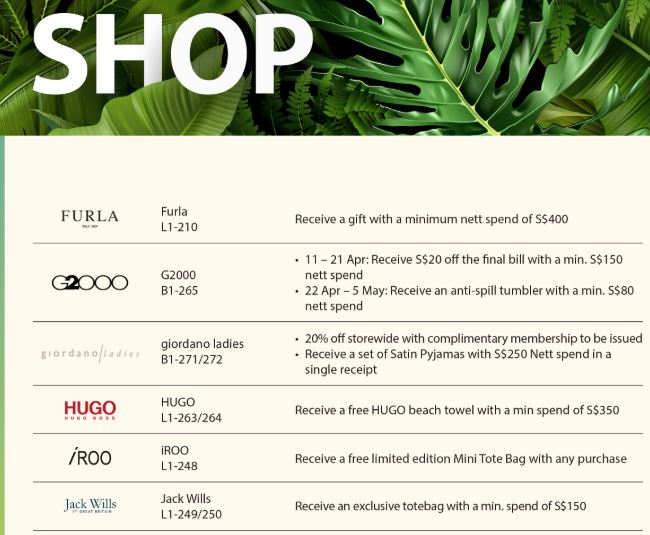 SHOP
FURLA
Furla
L1-210
Receive a gift with a minimum nett spend of S$400
G2000
G2000
B1-265
• 11 – 21 Apr: Receive S$20 off the final bill with a min. S$150
nett spend
• 22 Apr – 5 May: Receive an anti-spill tumbler with a min. S$80
nett spend
giordano/ladies
giordano ladies
B1-271/272
• 20% off storewide with complimentary membership to be issued
• Receive a set of Satin Pyjamas with S$250 Nett spend in a
single receipt
HUGO
HUGO BOSS
HUGO
L1-263/264
Receive a free HUGO beach towel with a min spend of S$350
iROO
iROO
L1-248
Receive a free limited edition Mini Tote Bag with any purchase
Jack Wills
Jack Wills
L1-249/250
Receive an exclusive totebag with a min. spend of S$150